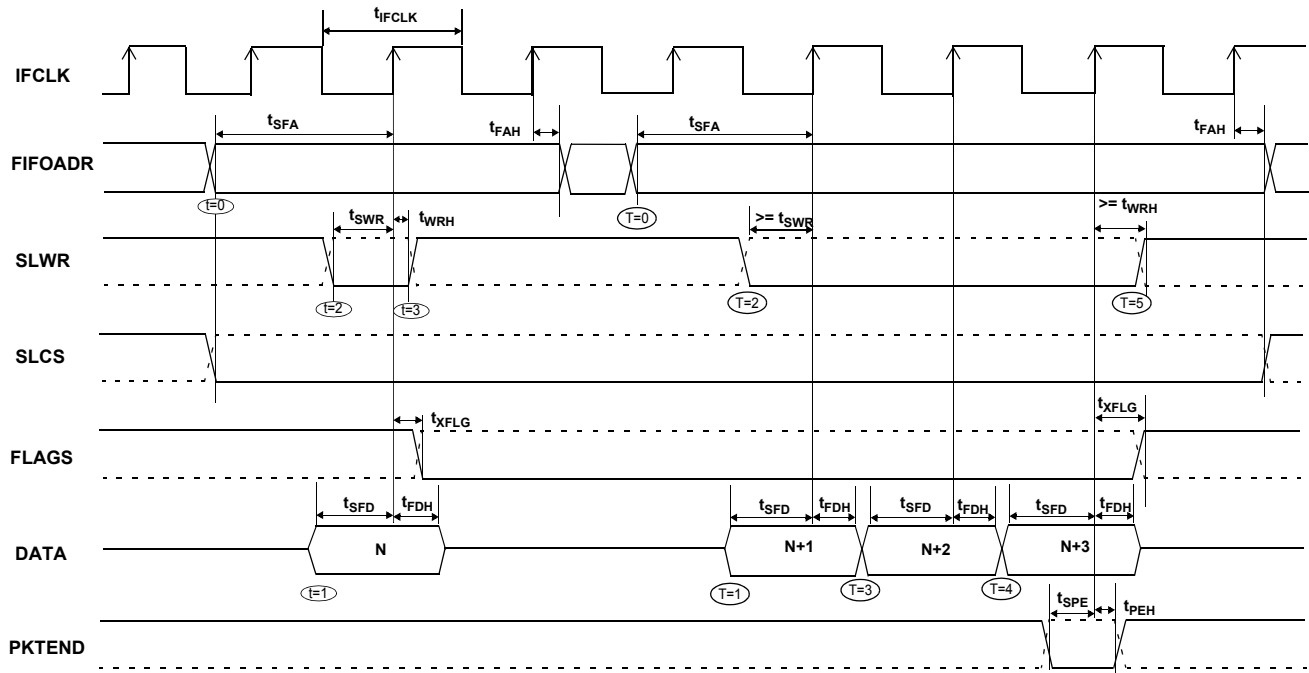 tIFCLK
IFCLK
tSFA
tFAH
tSFA
tFAH
FIFOADR
t=0
tSWR
tWRH
T=0
>= tSWR
>= tWRH
SLWR
t=2
t=3
T=2
T=5
SLCS
tXFLG
tXFLG
FLAGS
tSFD
tFDH
tSFD
tFDH
tSFD
tFDH
tSFD
tFDH
DATA
N
N+1
N+2
N+3
t=1
T=1
T=3
T=4
tSPE
tPEH
PKTEND